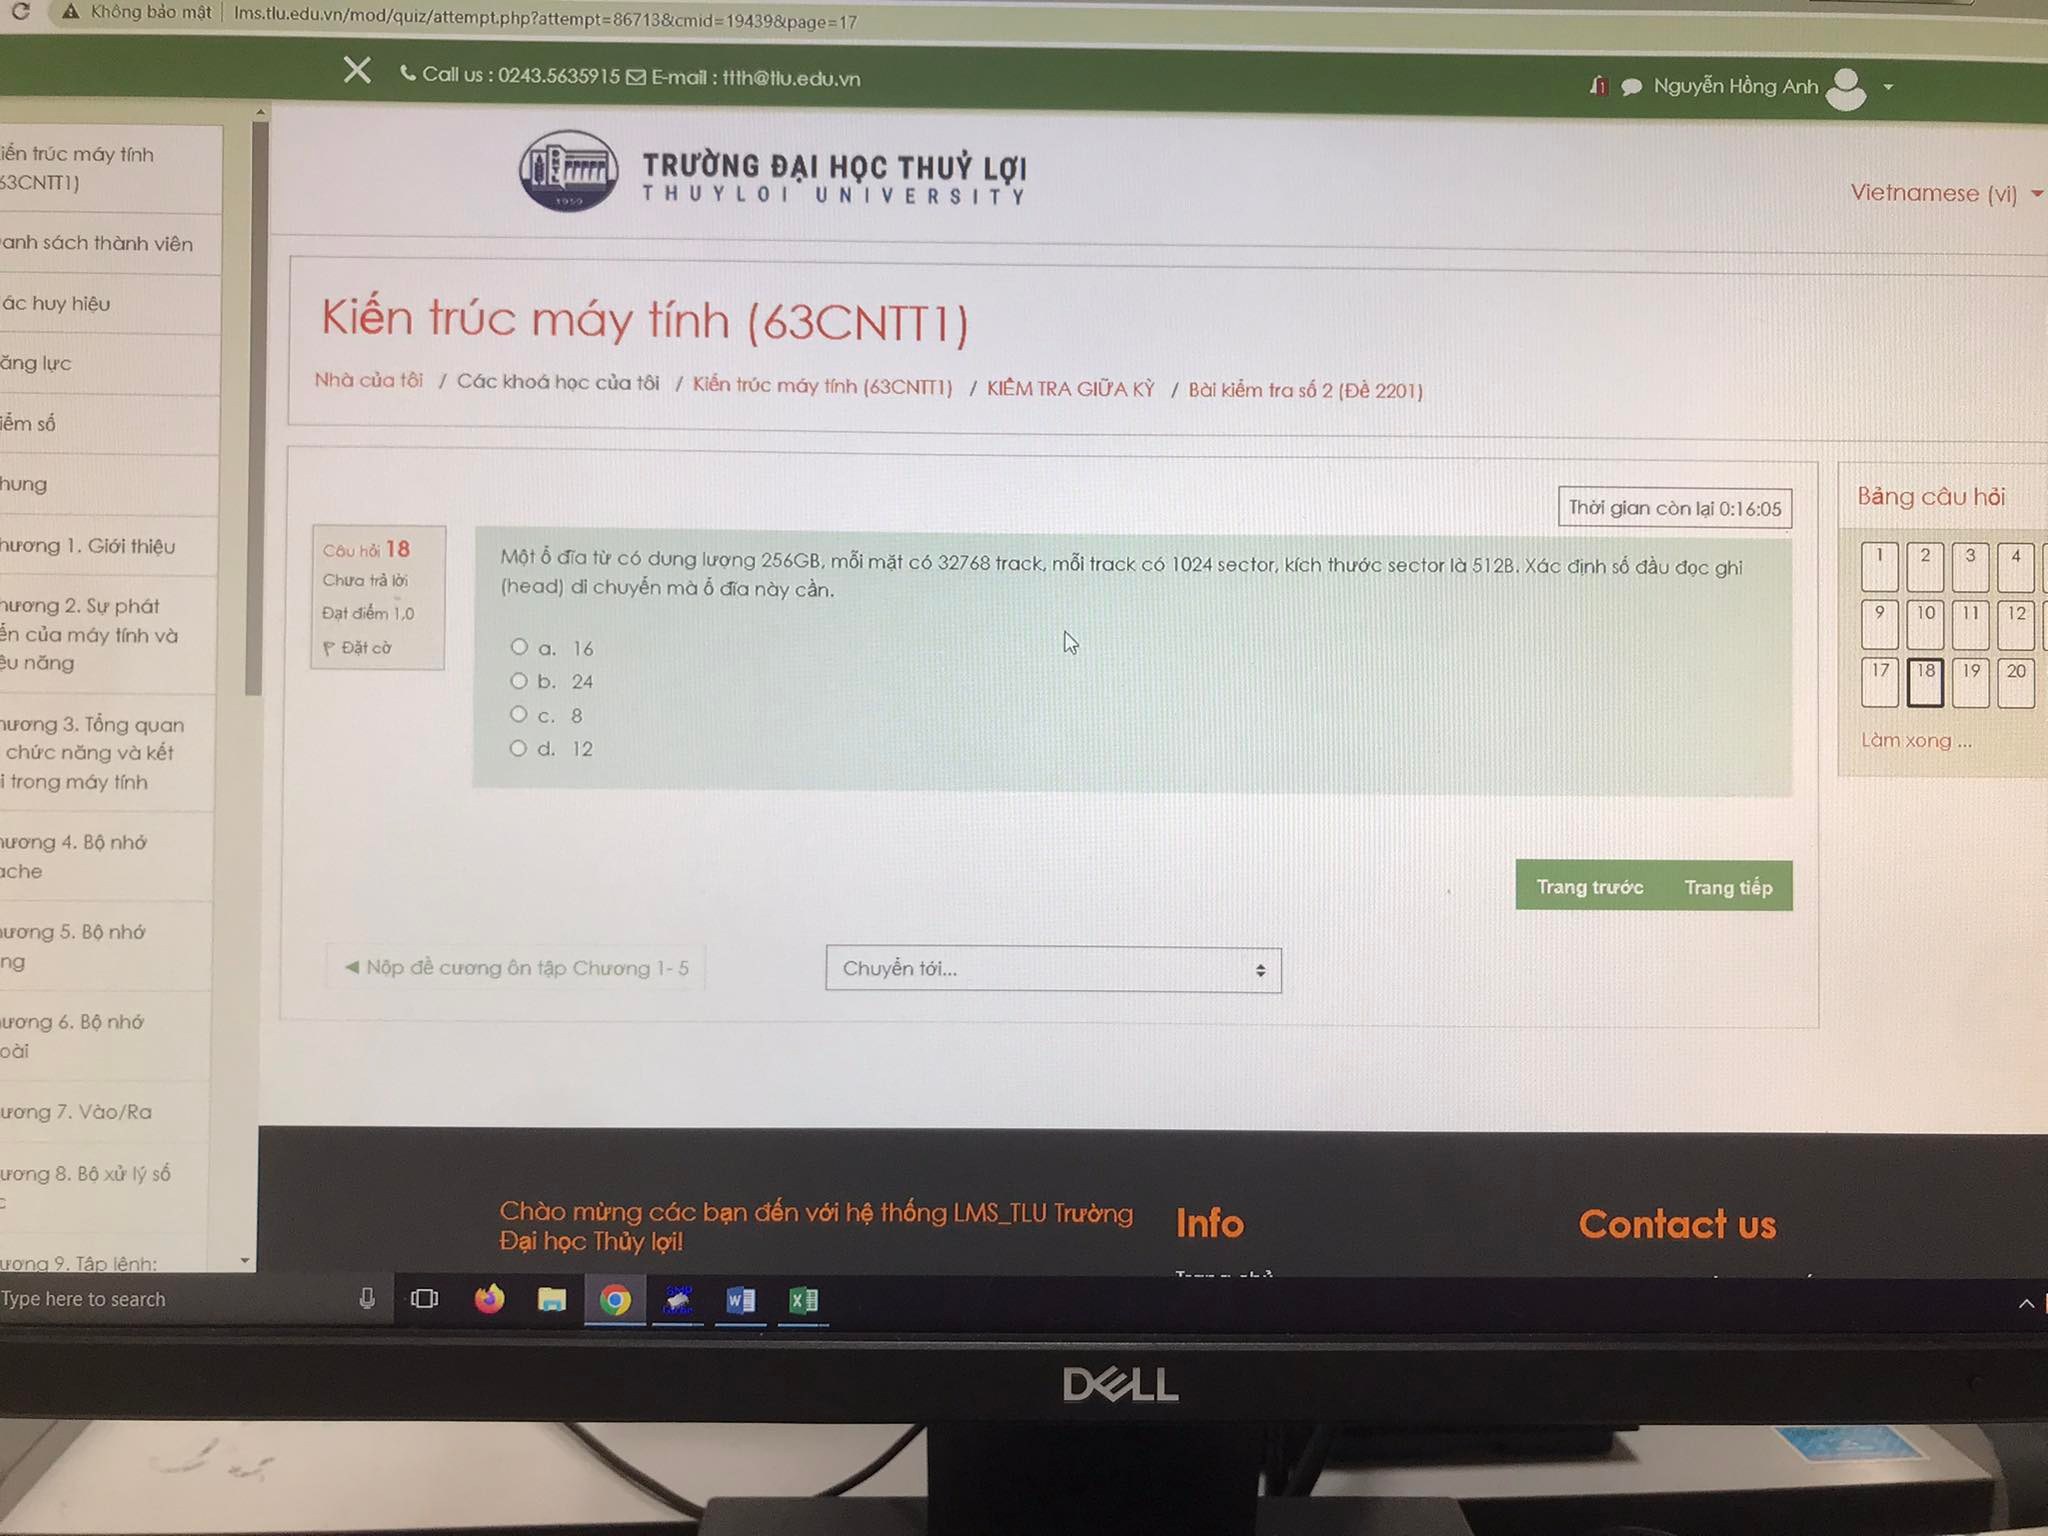 Không bảo mật
lms.tlu.edu.vn/mod/quiz/attempt.php?attempt=86713&cmid=19439&page=17
Call us : 0243.5635915 E-mail : ttth@tlu.edu.vn
1 Nguyễn Hồng Anh
iến trúc máy tính
63CNTT1)
anh sách thành viên
ác huy hiệu
ăng lực
iểm số
hung
hương 1. Giới thiệu
hương 2. Sự phát
ển của máy tính và
ệu năng
hương 3. Tổng quan
chức năng và kết
i trong máy tính
hương 4. Bộ nhớ
ache
hương 5. Bộ nhớ
ng
ương 6. Bộ nhớ
oài
ương 7. Vào/Ra
ương 8. Bộ xử lý số
ương 9. Tập lệnh:
1959
TRƯỜNG ĐẠI HỌC THUỶ LỢI
THUYLOI UNIVERSITY
Vietnamese (vi)
Kiến trúc máy tính (63CNTT1)
Nhà của tôi / Các khoá học của tôi / Kiến trúc máy tính (63CNTT1) / KIỂM TRA GIỮA KỲ / Bài kiểm tra số 2 (Đề 2201)
Thời gian còn lại 0:16:05
Câu hỏi 18
Chưa trả lời
Đạt điểm 1,0
Đặt cờ
Một ổ đĩa từ có dung lượng 256GB, mỗi mặt có 32768 track, mỗi track có 1024 sector, kích thước sector là 512B. Xác định số đầu đọc ghi
(head) di chuyển mà ổ đĩa này cần.
a. 16
b. 24
c. 8
d. 12
Bảng câu hỏi
1 2 3 4
9 10 11 12
17 18 19 20
Làm xong ...
Trang trước Trang tiếp
◄ Nộp đề cương ôn tập Chương 1- 5
Chuyển tới...
Chào mừng các bạn đến với hệ thống LMS_TLU Trường
Đại học Thủy lợi!
Info
Contact us
Type here to search
DELL